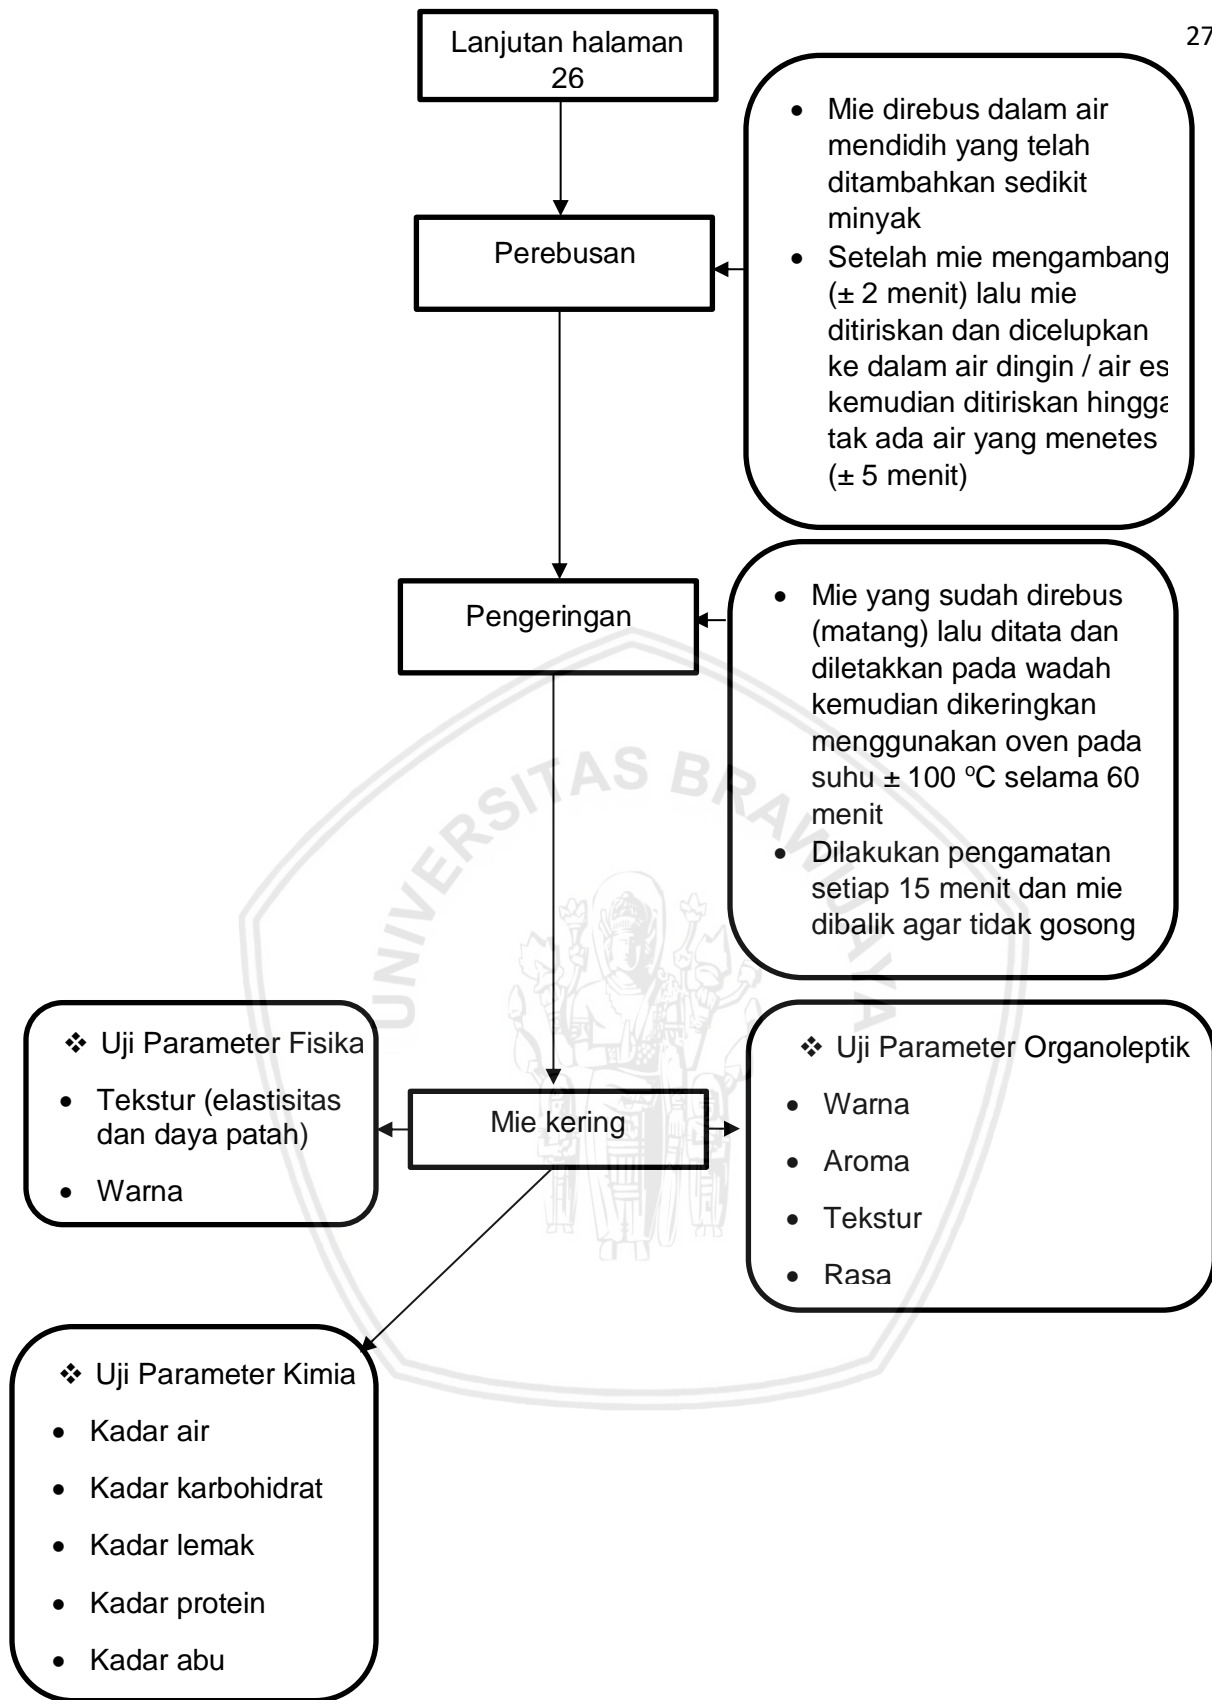 27
Lanjutan halaman
26
• Mie direbus dalam air
mendidih yang telah
ditambahkan sedikit
minyak
• Setelah mie mengambang
(± 2 menit) lalu mie
ditiriskan dan dicelupkan
ke dalam air dingin / air es
kemudian ditiriskan hingga
tak ada air yang menetes
(± 5 menit)
Perebusan
Pengeringan
• Mie yang sudah direbus
(matang) lalu ditata dan
diletakkan pada wadah
kemudian dikeringkan
menggunakan oven pada
suhu ± 100 ºC selama 60
menit
• Dilakukan pengamatan
setiap 15 menit dan mie
dibalik agar tidak gosong
UNIVERSITAS BRAWIJAYA
❖ Uji Parameter Fisika
• Tekstur (elastisitas
dan daya patah)
• Warna
Mie kering
❖ Uji Parameter Organoleptik
• Warna
• Aroma
• Tekstur
• Rasa
❖ Uji Parameter Kimia
• Kadar air
• Kadar karbohidrat
• Kadar lemak
• Kadar protein
• Kadar abu